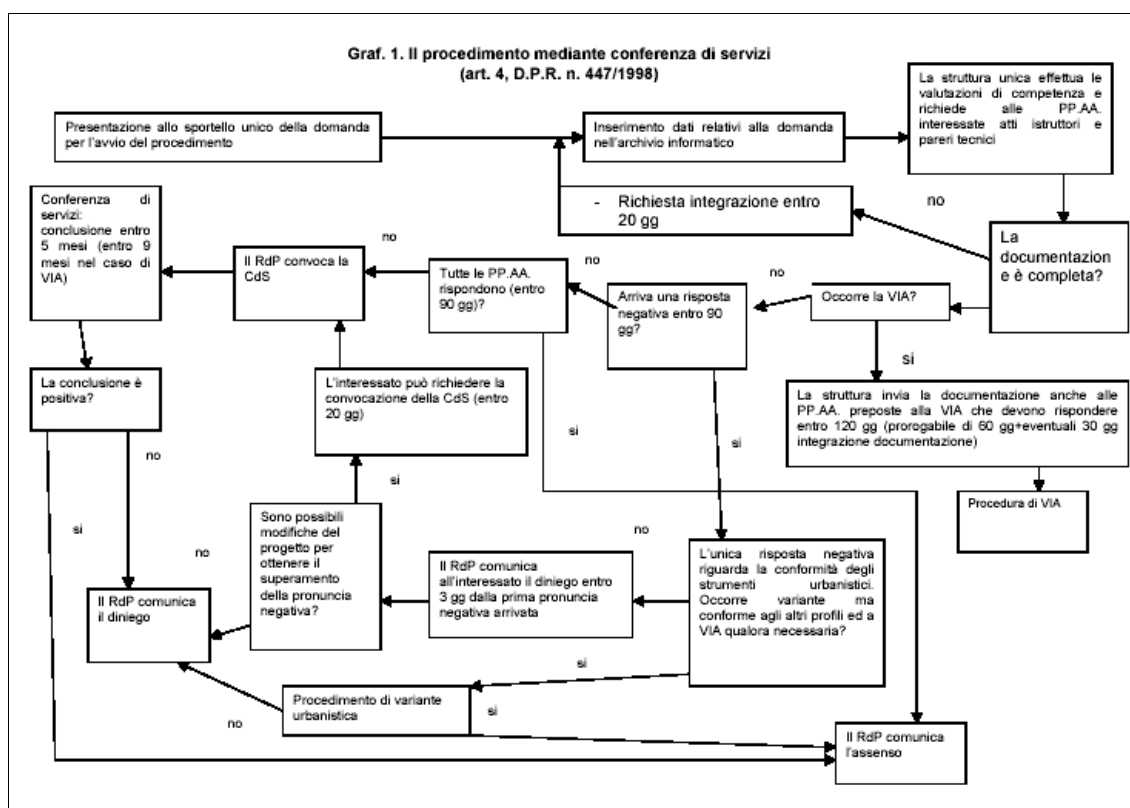 Graf. 1. Il procedimento mediante conferenza di servizi
(art. 4, D.P.R. n. 447/1998)
Presentazione allo sportello unico della domanda
per l'avvio del procedimento
Inserimento dati relativi alla domanda
nell'archivio informatico
La struttura unica effettua le
valutazioni di competenza e
richiede alle PP.AA.
interessate atti istruttori e
pareri tecnici
Conferenza di
servizi:
conclusione entro
5 mesi (entro 9
mesi nel caso di
VIA)
- Richiesta integrazione entro
20 gg
no
La
documentazion
e è completa?
no
Il RdP convoca la
CdS
Tutte le PP.AA.
rispondono (entro
90 gg)?
no
Arriva una risposta
negativa entro 90
gg?
no
Occorre la VIA?
si
La conclusione è
positiva?
L'interessato può richiedere la
convocazione della CdS (entro
20 gg)
La struttura invia la documentazione anche alle
PP.AA. preposte alla VIA che devono rispondere
entro 120 gg (prorogabile di 60 gg+eventuali 30 gg
integrazione documentazione)
si
si
no
si
Procedura di VIA
si
Sono possibili
modifiche del
progetto per
ottenere il
superamento
della pronuncia
negativa?
no
no
Il RdP comunica
all'interessato il diniego entro
3 gg dalla prima pronuncia
negativa arrivata
L'unica risposta negativa
riguarda la conformità degli
strumenti urbanistici.
Occorre variante ma
conforme agli altri profili ed a
VIA qualora necessaria?
Il RdP comunica
il diniego
si
Procedimento di variante
urbanistica
si
no
Il RdP comunica
l'assenso